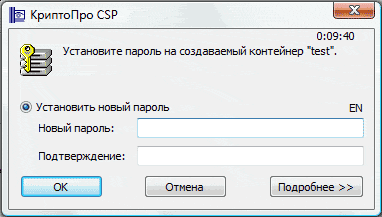 КриптоПро CSP
0:09:40
Установите пароль на создаваемый контейнер "test".
Установить новый пароль EN
Новый пароль:
Подтверждение:
ОК Отмена Подробнее >>